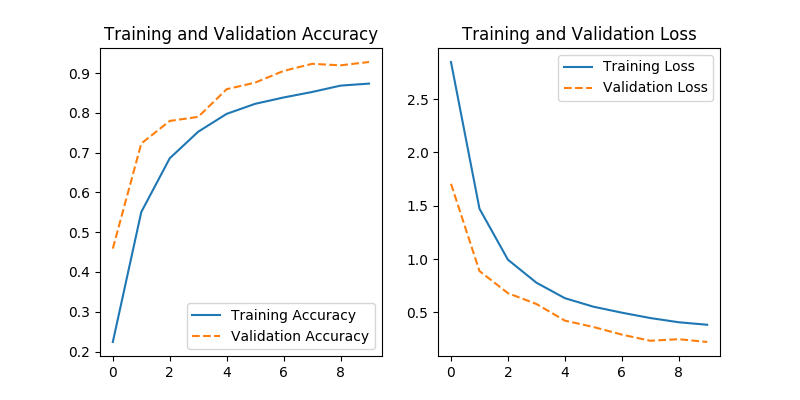 Training and Validation Accuracy
0.9
0.8
0.7
0.6
0.5
0.4
0.3
0.2
0 2 4 6 8
Training Accuracy
Validation Accuracy
Training and Validation Loss
2.5
2.0
1.5
1.0
0.5
0 2 4 6 8
Training Loss
Validation Loss